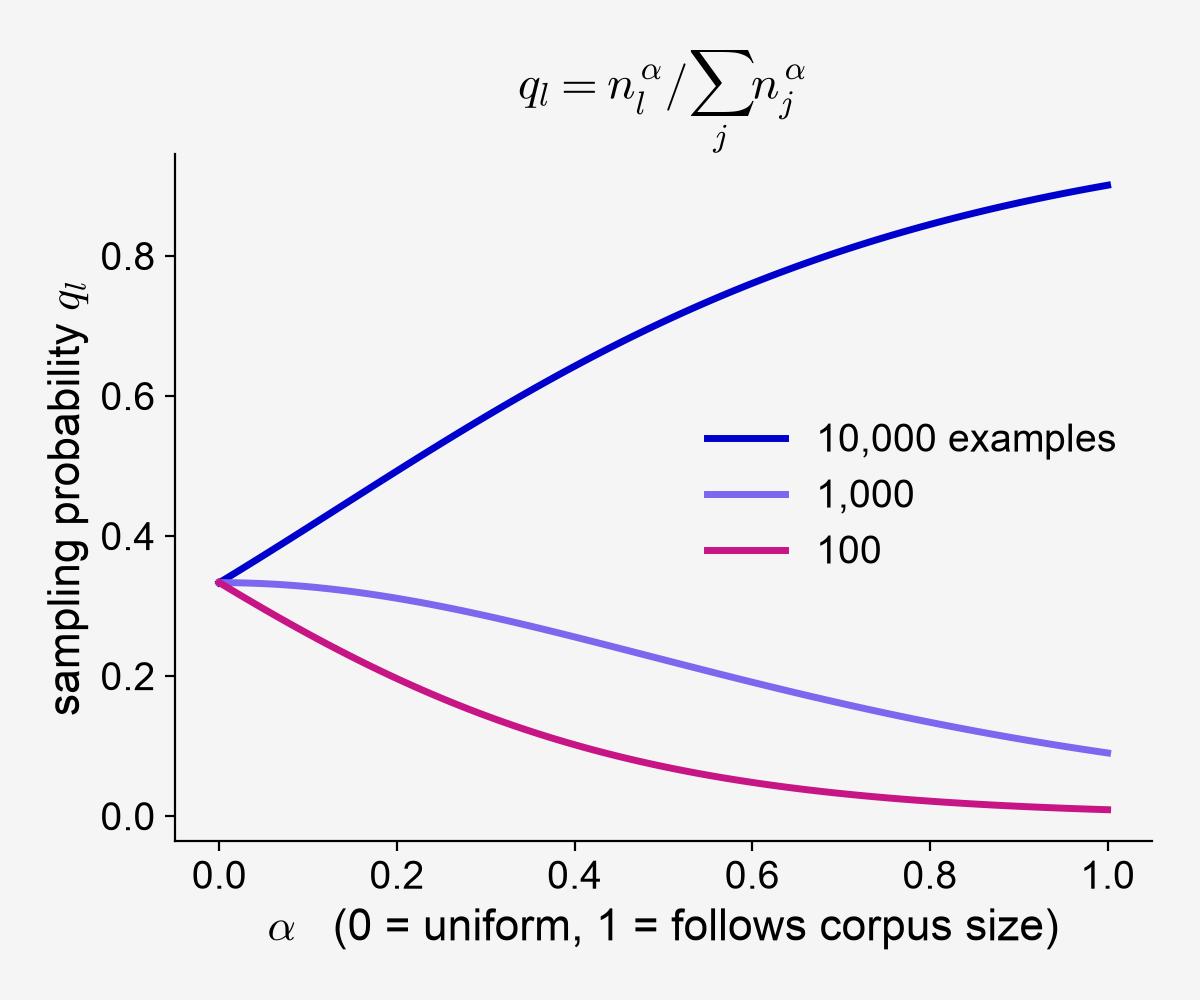 q_l = n_l^α / ∑_j n_j^α
sampling probability q_l
0.8
0.6
0.4
0.2
0.0
10,000 examples
1,000
100
0.0 0.2 0.4 0.6 0.8 1.0
α (0 = uniform, 1 = follows corpus size)